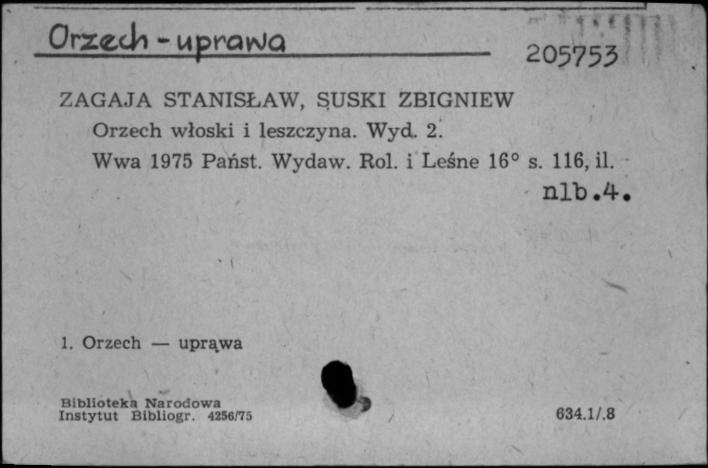 Orzech - uprawa
205753
ZAGAJA STANISŁAW, SUSKI ZBIGNIEW
Orzech włoski i leszczyna. Wyd. 2.
Wwa 1975 Państ. Wydaw. Rol. i Leśne 16° s. 116, il.
nlb.4.
1. Orzech — uprawa
Biblioteka Narodowa
Instytut Bibliogr. 4256/75
634.1/.8